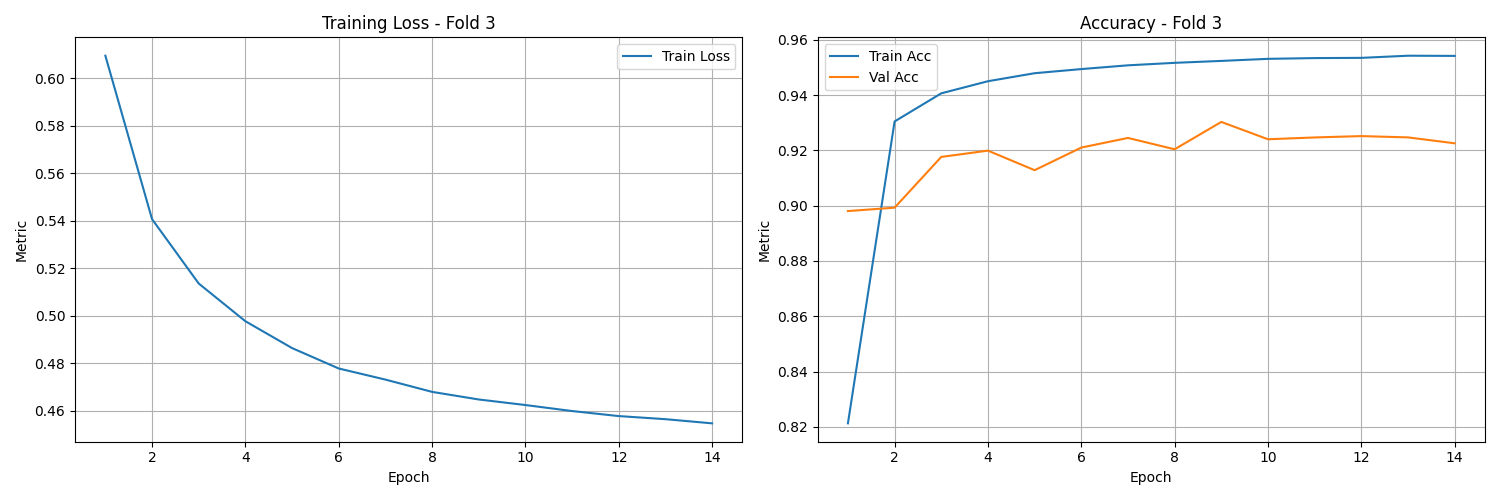 Training Loss - Fold 3
Train Loss
0.60
0.58
0.56
0.54
0.52
0.50
0.48
0.46
Metric
2 4 6 8 10 12 14
Epoch
Accuracy - Fold 3
Train Acc
Val Acc
0.96
0.94
0.92
0.90
0.88
0.86
0.84
0.82
Metric
2 4 6 8 10 12 14
Epoch